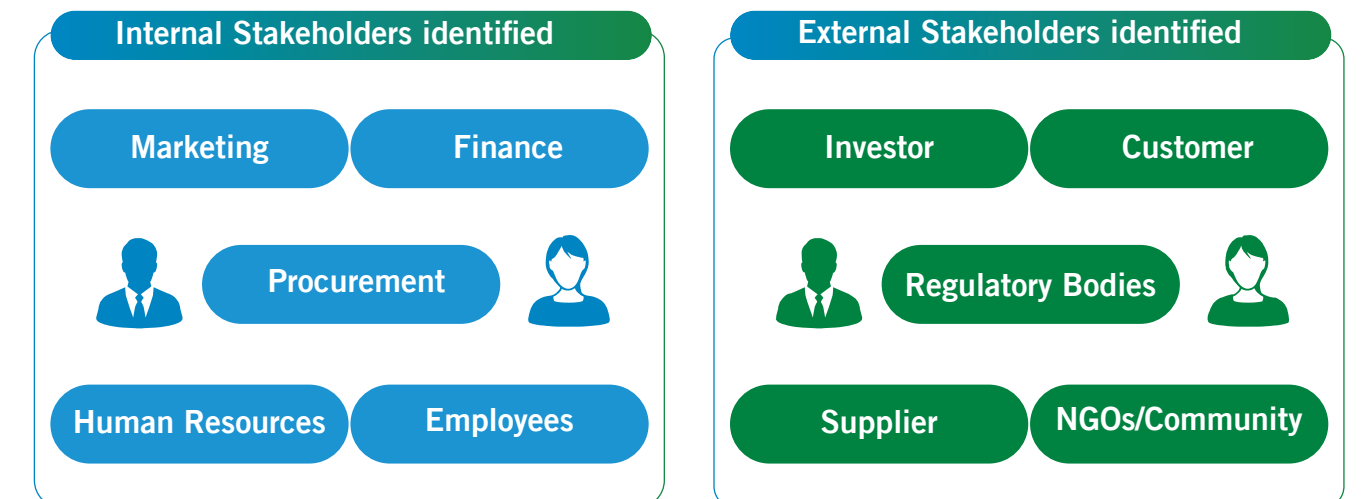 Internal Stakeholders identified
Marketing
Finance
Procurement
Human Resources
Employees
External Stakeholders identified
Investor
Customer
Regulatory Bodies
Supplier
NGOs/Community